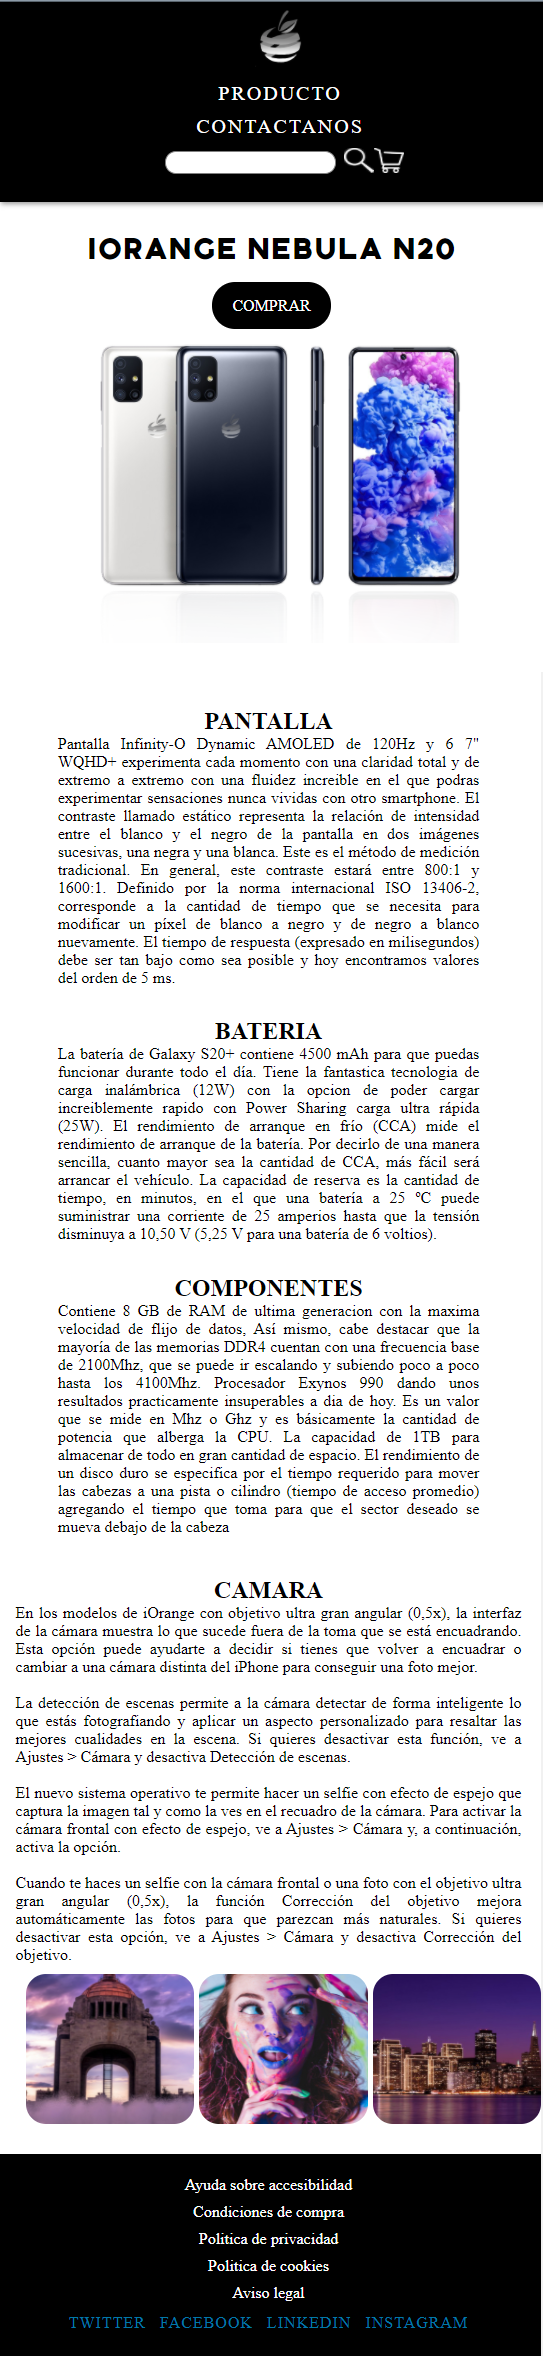 PRODUCTO
CONTACTANOS
IORANGE NEBULA N20
COMPRAR
PANTALLA
Pantalla Infinity-O Dynamic AMOLED de 120Hz y 6 7"
WQHD+ experimenta cada momento con una claridad total y de
extremo a extremo con una fluidez increible en el que podras
experimentar sensaciones nunca vividas con otro smartphone. El
contraste llamado estático representa la relación de intensidad
entre el blanco y el negro de la pantalla en dos imágenes
sucesivas, una negra y una blanca. Este es el método de medición
tradicional. En general, este contraste estará entre 800:1 y
1600:1. Definido por la norma internacional ISO 13406-2,
corresponde a la cantidad de tiempo que se necesita para
modificar un píxel de blanco a negro y de negro a blanco
nuevamente. El tiempo de respuesta (expresado en milisegundos)
debe ser tan bajo como sea posible y hoy encontramos valores
del orden de 5 ms.
BATERIA
La batería de Galaxy S20+ contiene 4500 mAh para que puedas
funcionar durante todo el día. Tiene la fantastica tecnologia de
carga inalámbrica (12W) con la opcion de poder cargar
increiblemente rapido con Power Sharing carga ultra rápida
(25W). El rendimiento de arranque en frío (CCA) mide el
rendimiento de arranque de la batería. Por decirlo de una manera
sencilla, cuanto mayor sea la cantidad de CCA, más fácil será
arrancar el vehículo. La capacidad de reserva es la cantidad de
tiempo, en minutos, en el que una batería a 25 ºC puede
suministrar una corriente de 25 amperios hasta que la tensión
disminuya a 10,50 V (5,25 V para una batería de 6 voltios).
COMPONENTES
Contiene 8 GB de RAM de ultima generacion con la maxima
velocidad de flijo de datos, Así mismo, cabe destacar que la
mayoría de las memorias DDR4 cuentan con una frecuencia base
de 2100Mhz, que se puede ir escalando y subiendo poco a poco
hasta los 4100Mhz. Procesador Exynos 990 dando unos
resultados practicamente insuperables a dia de hoy. Es un valor
que se mide en Mhz o Ghz y es básicamente la cantidad de
potencia que alberga la CPU. La capacidad de 1TB para
almacenar de todo en gran cantidad de espacio. El rendimiento de
un disco duro se especifica por el tiempo requerido para mover
las cabezas a una pista o cilindro (tiempo de acceso promedio)
agregando el tiempo que toma para que el sector deseado se
mueva debajo de la cabeza
CAMARA
En los modelos de iOrange con objetivo ultra gran angular (0,5x), la interfaz
de la cámara muestra lo que sucede fuera de la toma que se está encuadrando.
Esta opción puede ayudarte a decidir si tienes que volver a encuadrar o
cambiar a una cámara distinta del iPhone para conseguir una foto mejor.
La detección de escenas permite a la cámara detectar de forma inteligente lo
que estás fotografiando y aplicar un aspecto personalizado para resaltar las
mejores cualidades en la escena. Si quieres desactivar esta función, ve a
Ajustes > Cámara y desactiva Detección de escenas.
El nuevo sistema operativo te permite hacer un selfie con efecto de espejo que
captura la imagen tal y como la ves en el recuadro de la cámara. Para activar la
cámara frontal con efecto de espejo, ve a Ajustes > Cámara y, a continuación,
activa la opción.
Cuando te haces un selfie con la cámara frontal o una foto con el objetivo ultra
gran angular (0,5x), la función Corrección del objetivo mejora
automáticamente las fotos para que parezcan más naturales. Si quieres
desactivar esta opción, ve a Ajustes > Cámara y desactiva Corrección del
objetivo.
Ayuda sobre accesibilidad
Condiciones de compra
Politica de privacidad
Politica de cookies
Aviso legal
TWITTER FACEBOOK LINKEDIN INSTAGRAM